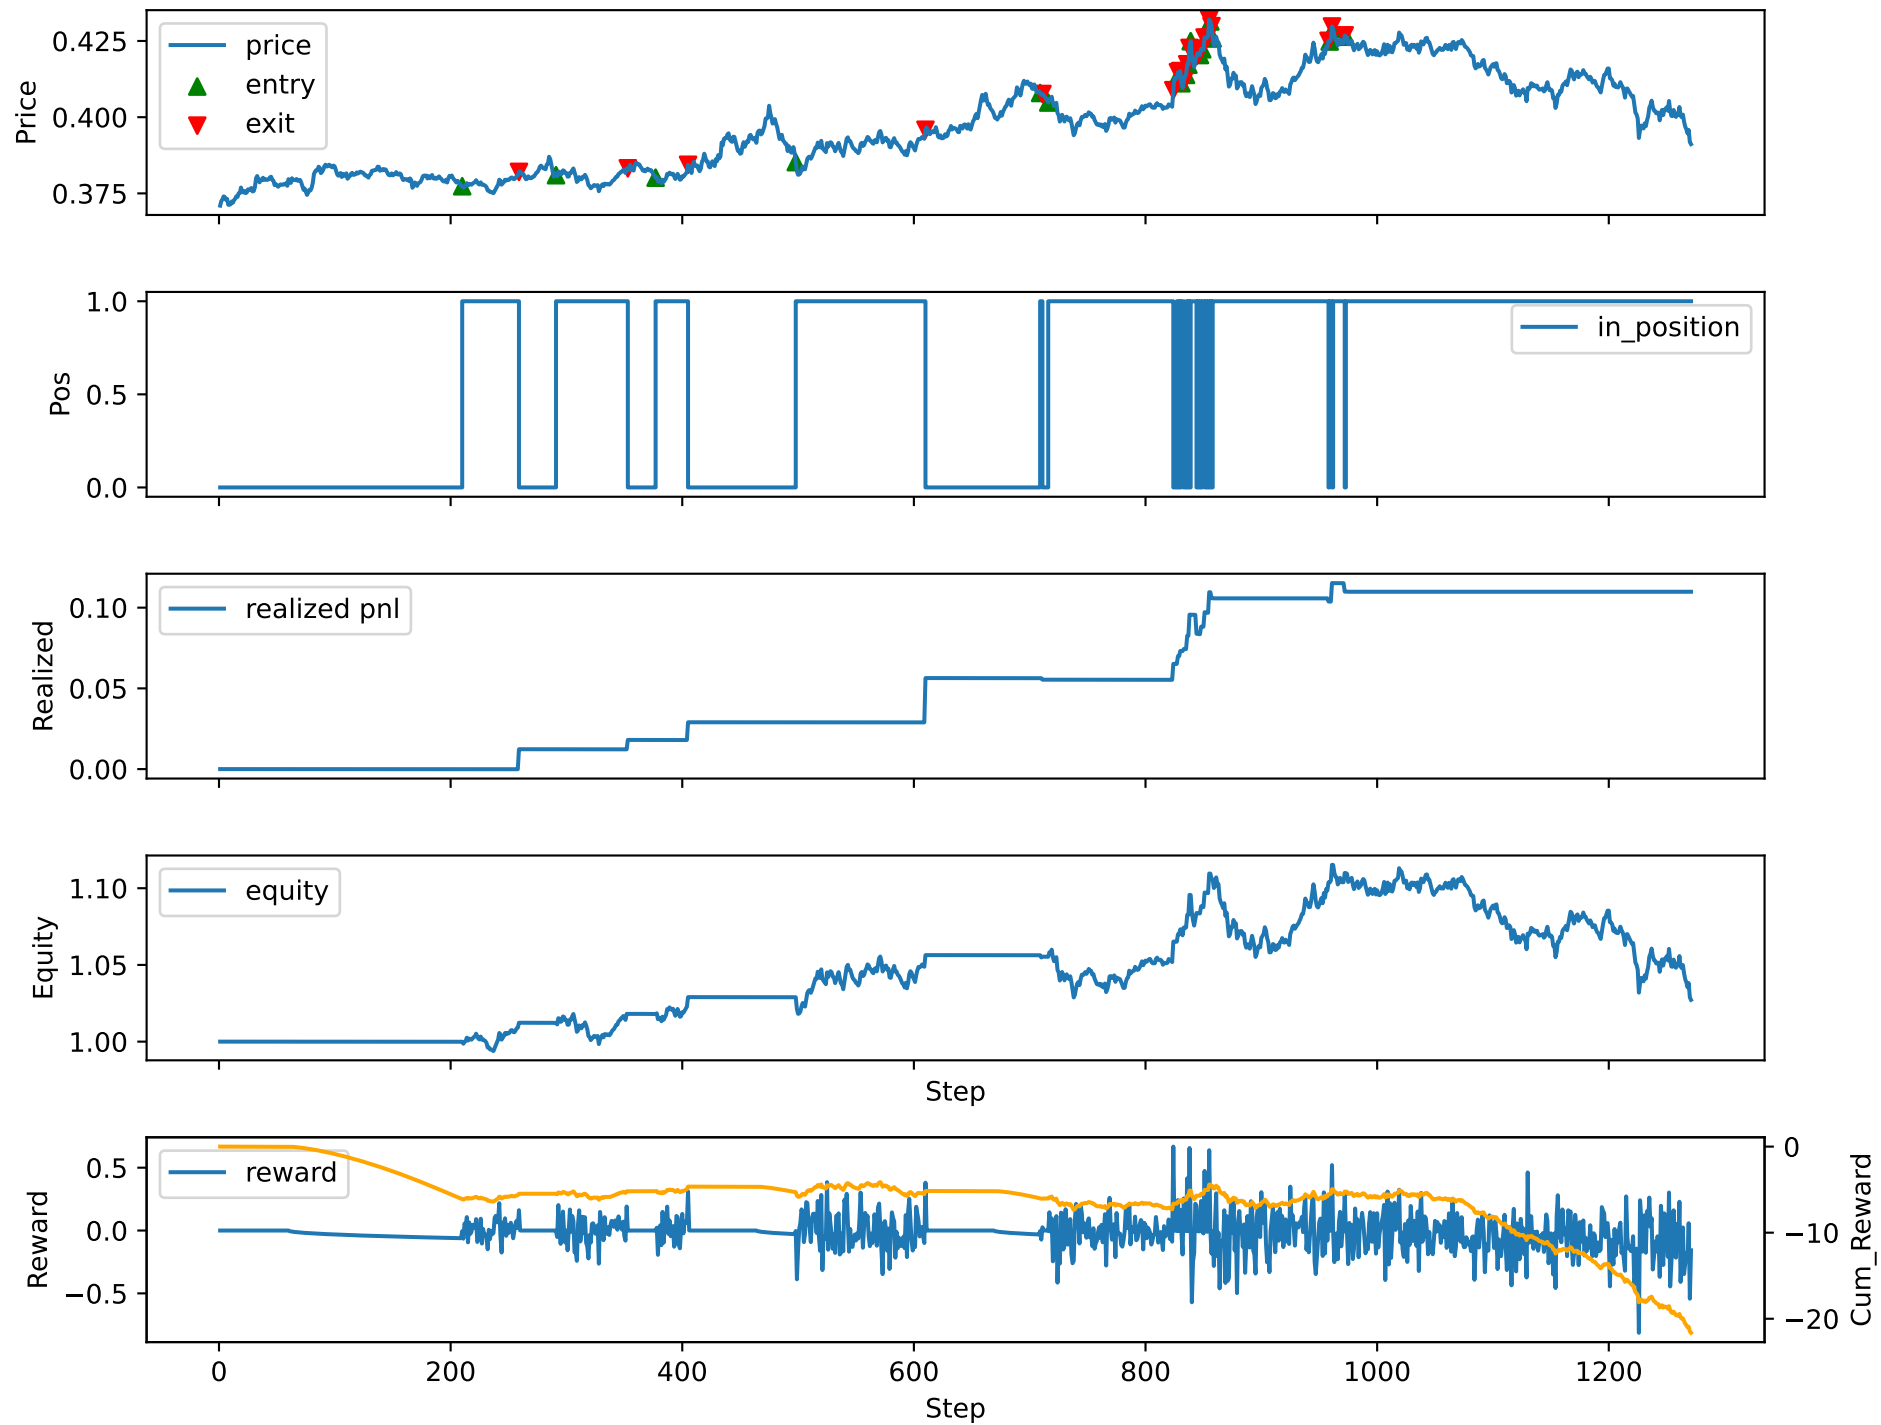 Price
0.425
0.400
0.375
price
entry
exit
Pos
1.0
0.5
0.0
in_position
Realized
0.10
0.05
0.00
realized pnl
Equity
1.10
1.05
1.00
equity
Step
Reward
0.5
0.0
−0.5
reward
0
−10
−20
Cum_Reward
0 200 400 600 800 1000 1200
Step